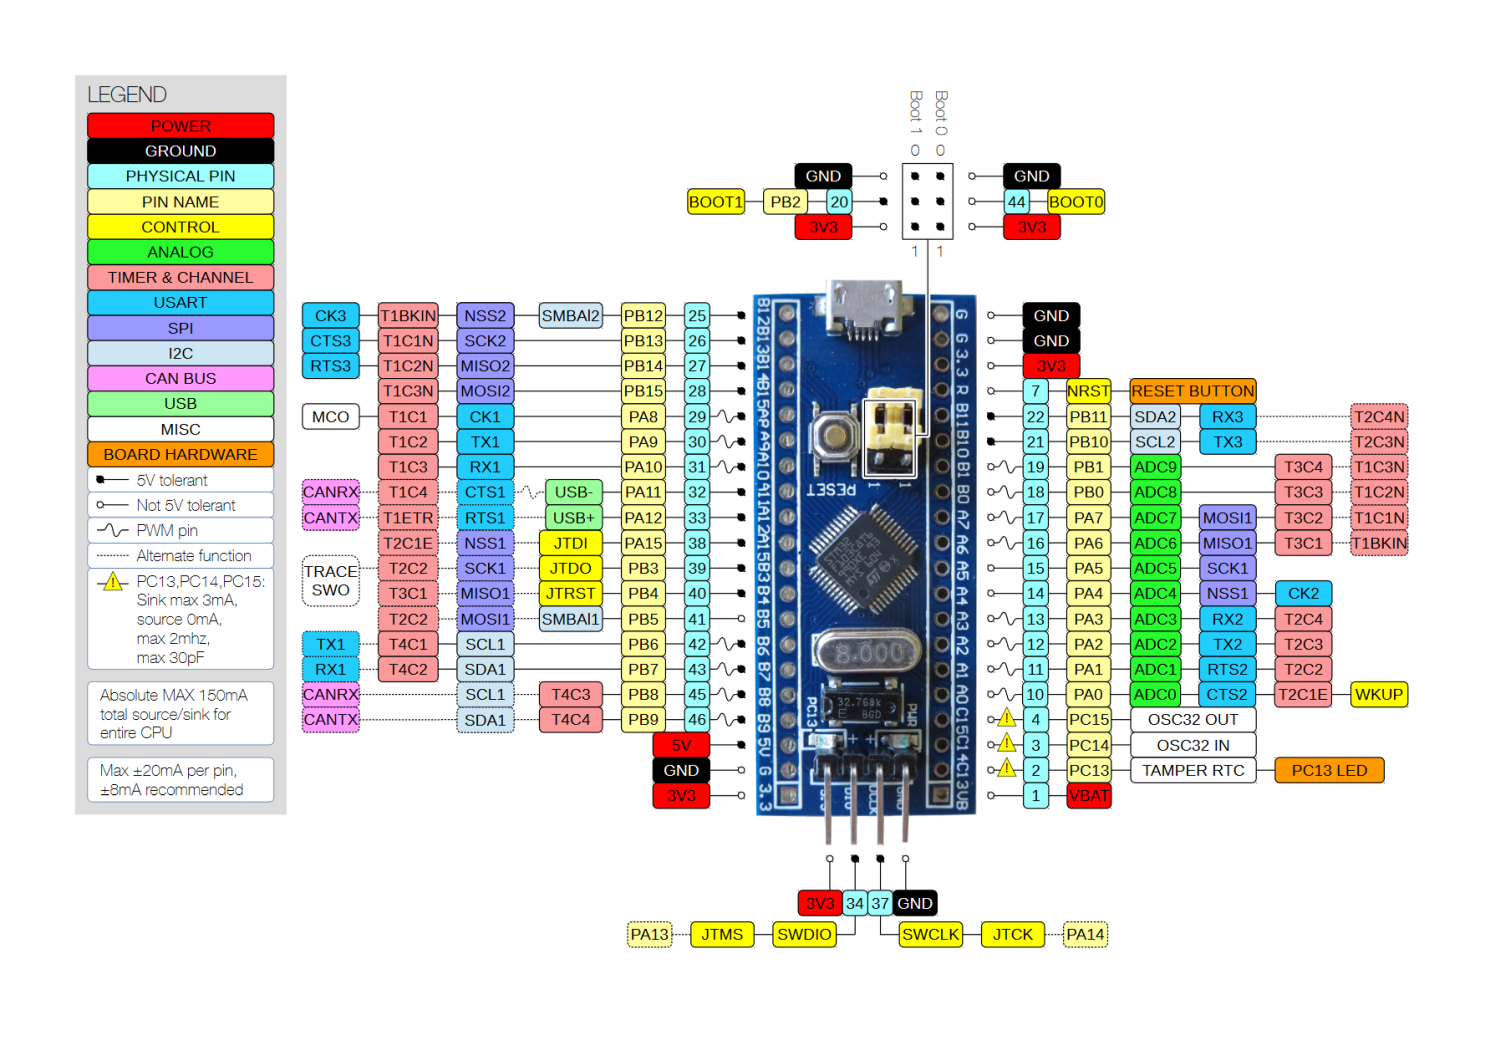 LEGEND
POWER
GROUND
PHYSICAL PIN
PIN NAME
CONTROL
ANALOG
TIMER & CHANNEL
USART
SPI
I2C
CAN BUS
USB
MISC
BOARD HARDWARE
5V tolerant
Not 5V tolerant
PWM pin
Alternate function
PC13,PC14,PC15:
Sink max 3mA,
source 0mA,
max 2mhz,
max 30pF
Absolute MAX 150mA
total source/sink for
entire CPU
Max ±20mA per pin,
±8mA recommended
Boot 1 Boot 0
GND GND
BOOT1 PB2 20 44 BOOT0
3V3 3V3
1 1
CK3 T1BKIN NSS2 SMBAl2 PB12 25 B12 G GND
CTS3 T1C1N SCK2 PB13 26 B13 G GND
RTS3 T1C2N MISO2 PB14 27 B14 3.3 3V3
T1C3N MOSI2 PB15 28 B15 R 7 NRST RESET BUTTON
MCO T1C1 CK1 PA8 29 B11 22 PB11 SDA2 RX3 T2C4N
T1C2 TX1 PA9 30 A9 B10 21 PB10 SCL2 TX3 T2C3N
T1C3 RX1 PA10 31 A10 B1 19 PB1 ADC9 T3C4 T1C3N
CANRX T1C4 CTS1 USB- PA11 32 A11 B0 18 PB0 ADC8 T3C3 T1C2N
CANTX T1ETR RTS1 USB+ PA12 33 A12 A7 17 PA7 ADC7 MOSI1 T3C2 T1C1N
T2C1E NSS1 JTDI PA15 38 A15 A6 16 PA6 ADC6 MISO1 T3C1 T1BKIN
TRACE SWO T2C2 SCK1 JTDO PB3 39 B3 A5 15 PA5 ADC5 SCK1
T3C1 MISO1 JTRST PB4 40 B4 A4 14 PA4 ADC4 NSS1 CK2
T2C2 MOSI1 SMBAl1 PB5 41 B5 A3 13 PA3 ADC3 RX2 T2C4
TX1 T4C1 SCL1 PB6 42 B6 A2 12 PA2 ADC2 TX2 T2C3
RX1 T4C2 SDA1 PB7 43 B7 A1 11 PA1 ADC1 RTS2 T2C2
CANRX SCL1 T4C3 PB8 45 B8 A0 10 PA0 ADC0 CTS2 T2C1E WKUP
CANTX SDA1 T4C4 PB9 46 B9 C15 4 PC15 OSC32 OUT
5V 5V C14 3 PC14 OSC32 IN
GND G C13 2 PC13 TAMPER RTC PC13 LED
3V3 3.3 VB 1 VBAT
RESET
1 1
8.000
32.768k
E BGD
PC13 PWR
3V3 34 37 GND
PA13 JTMS SWDIO SWCLK JTCK PA14